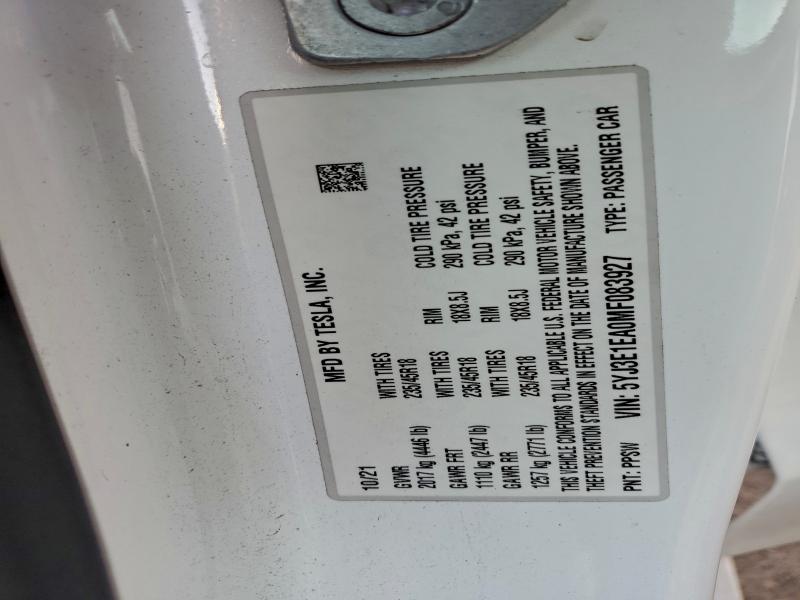 MFD BY TESLA, INC.
10/21
GVWR WITH TIRES RIM COLD TIRE PRESSURE
2017 kg (4446 lb) 235/45R18 18X8.5J 290 kPa, 42 psi
GAWR FRT WITH TIRES RIM COLD TIRE PRESSURE
1110 kg (2447 lb) 235/45R18 18X8.5J 290 kPa, 42 psi
GAWR RR WITH TIRES
1257 kg (2771 lb) 235/45R18
THIS VEHICLE CONFORMS TO ALL APPLICABLE U.S. FEDERAL MOTOR VEHICLE SAFETY, BUMPER, AND
THEFT PREVENTION STANDARDS IN EFFECT ON THE DATE OF MANUFACTURE SHOWN ABOVE.
PNT: PPSW VIN: 5YJ3E1EA0MF083927 TYPE: PASSENGER CAR